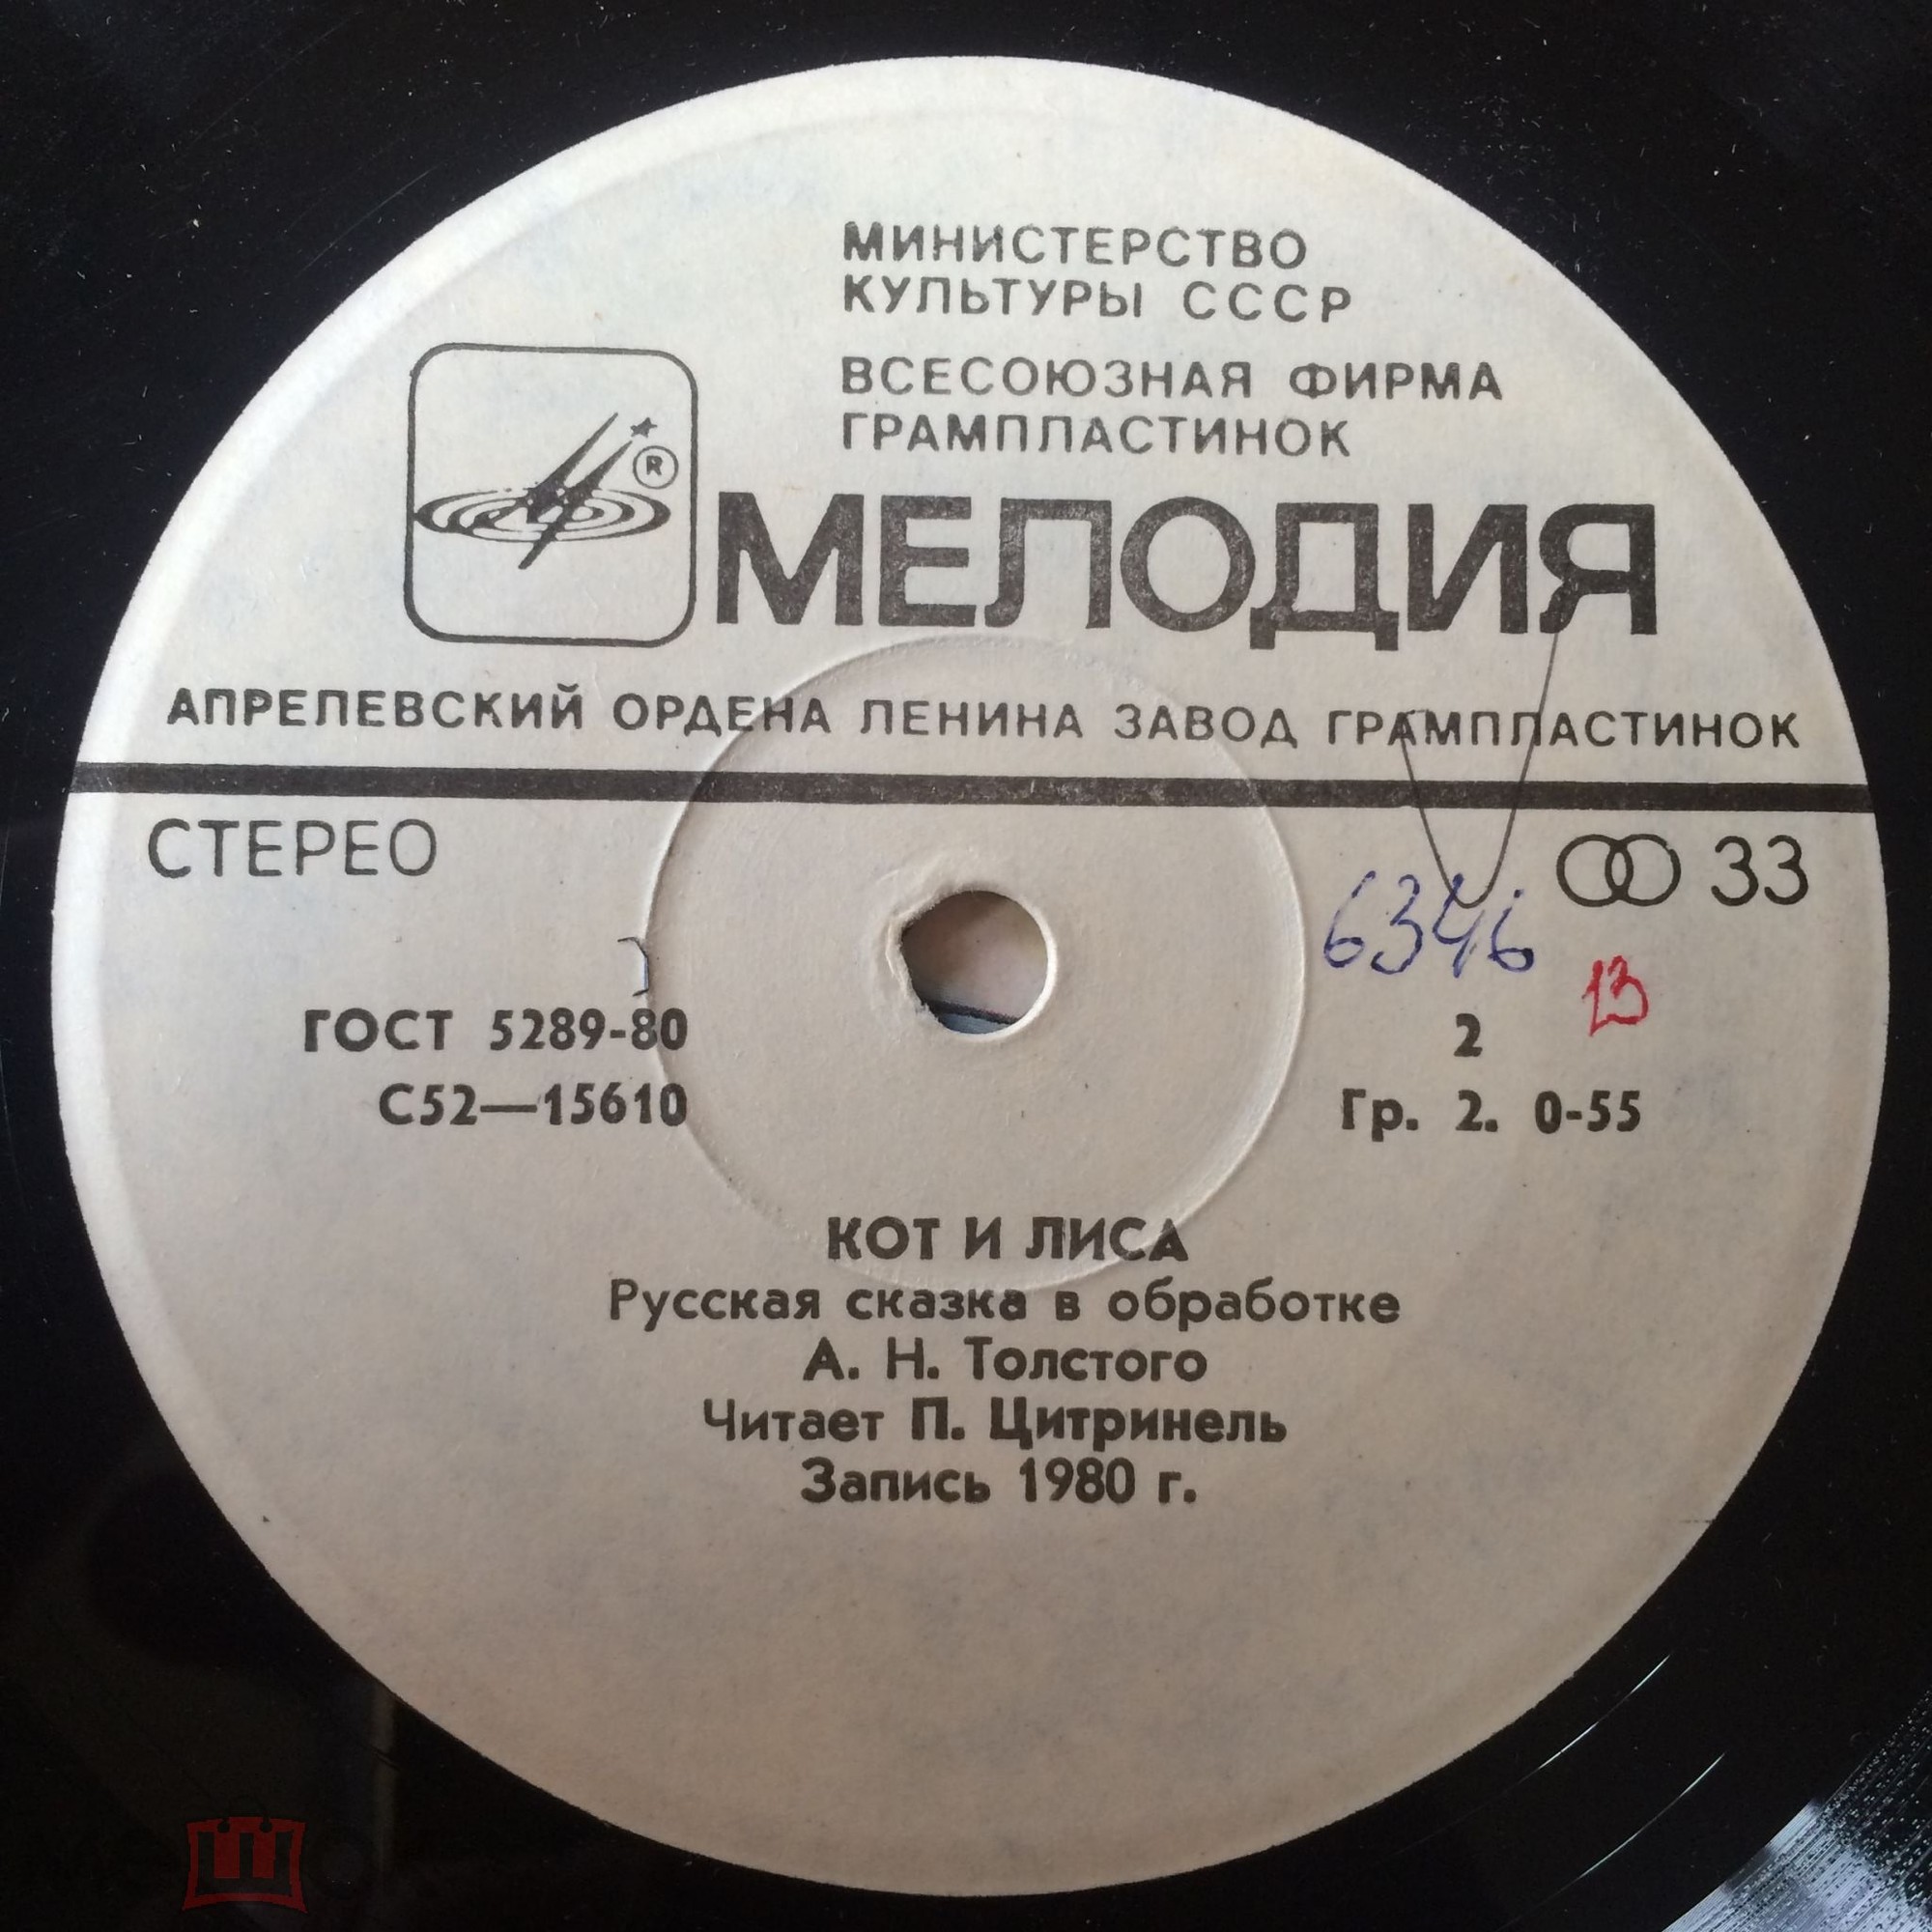 МИНИСТЕРСТВО
КУЛЬТУРЫ СССР
ВСЕСОЮЗНАЯ ФИРМА
ГРАМПЛАСТИНОК
®
МЕЛОДИЯ
АПРЕЛЕВСКИЙ ОРДЕНА ЛЕНИНА ЗАВОД ГРАМПЛАСТИНОК
СТЕРЕО
33
6346
13
ГОСТ 5289-80
2
С52—15610
Гр. 2. 0-55
КОТ И ЛИСА
Русская сказка в обработке
А. Н. Толстого
Читает П. Цитринель
Запись 1980 г.